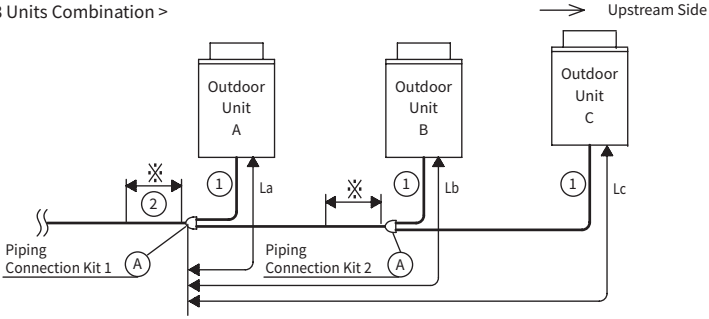 3 Units Combination >
Upstream Side
Outdoor
Unit
A
Outdoor
Unit
B
Outdoor
Unit
C
※
※
1
La
1
Lb
1
Lc
2
Piping
Connection Kit 1
A
Piping
Connection Kit 2
A